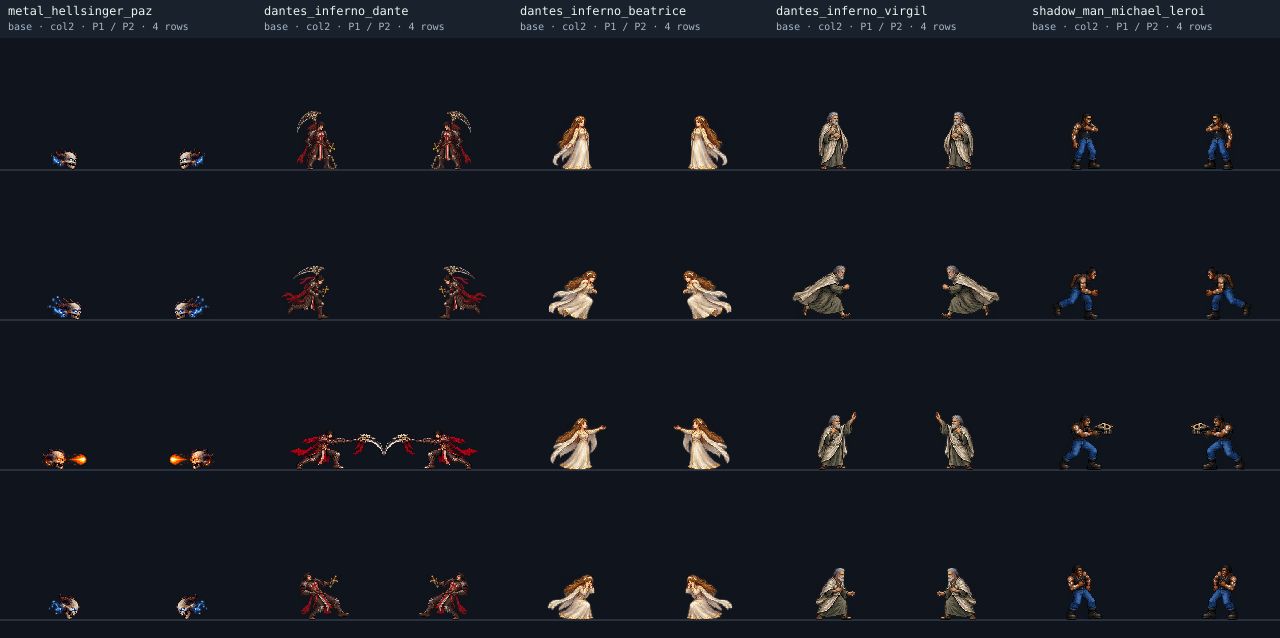 metal_hellsinger_paz
base · col2 · P1 / P2 · 4 rows
dantes_inferno_dante
base · col2 · P1 / P2 · 4 rows
dantes_inferno_beatrice
base · col2 · P1 / P2 · 4 rows
dantes_inferno_virgil
base · col2 · P1 / P2 · 4 rows
shadow_man_michael_leroi
base · col2 · P1 / P2 · 4 rows